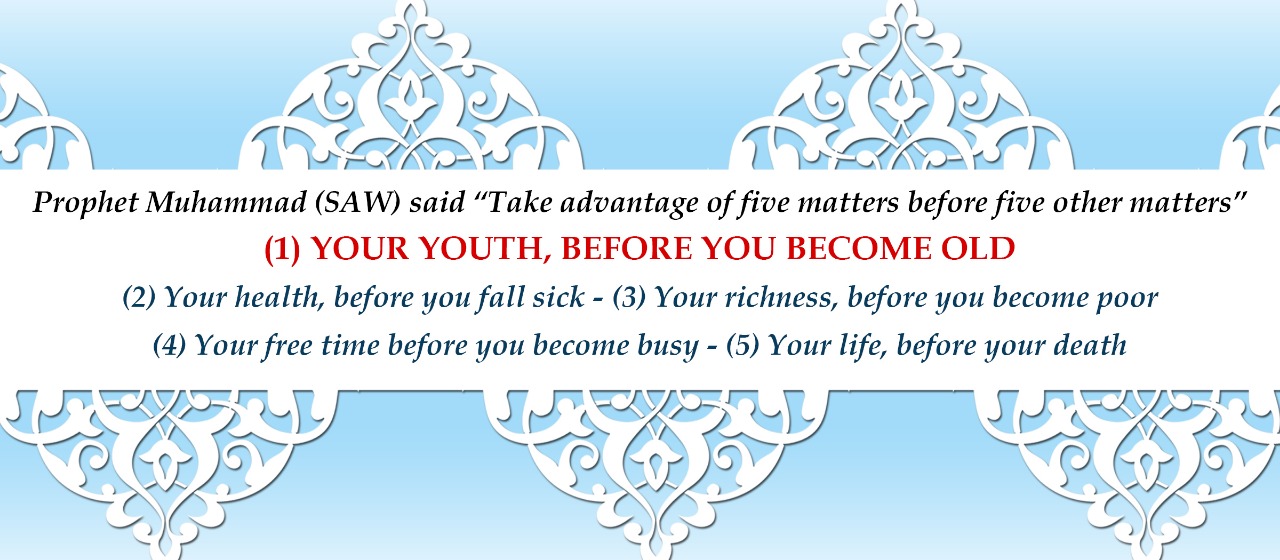 Prophet Muhammad (SAW) said “Take advantage of five matters before five other matters”
(1) YOUR YOUTH, BEFORE YOU BECOME OLD
(2) Your health, before you fall sick - (3) Your richness, before you become poor
(4) Your free time before you become busy - (5) Your life, before your death